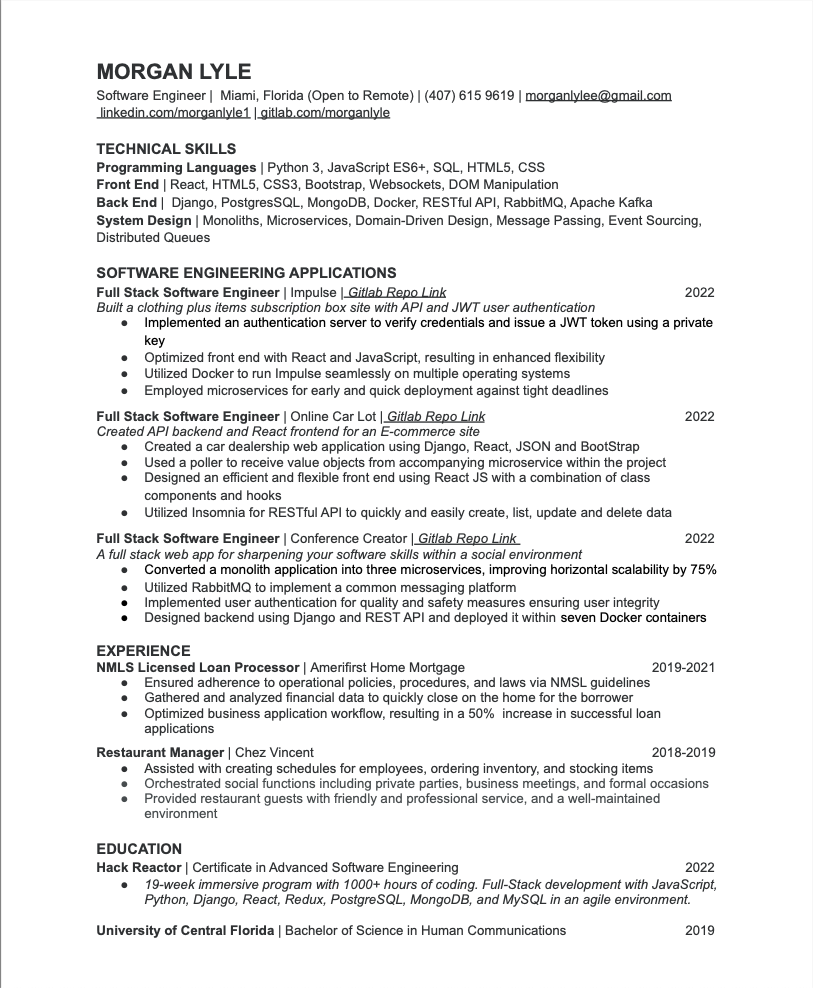 MORGAN LYLE
Software Engineer | Miami, Florida (Open to Remote) | (407) 615 9619 | morganlylee@gmail.com
linkedin.com/morganlyle1 | gitlab.com/morganlyle
TECHNICAL SKILLS
Programming Languages | Python 3, JavaScript ES6+, SQL, HTML5, CSS
Front End | React, HTML5, CSS3, Bootstrap, Websockets, DOM Manipulation
Back End | Django, PostgresSQL, MongoDB, Docker, RESTful API, RabbitMQ, Apache Kafka
System Design | Monoliths, Microservices, Domain-Driven Design, Message Passing, Event Sourcing,
Distributed Queues
SOFTWARE ENGINEERING APPLICATIONS
Full Stack Software Engineer | Impulse | Gitlab Repo Link 2022
Built a clothing plus items subscription box site with API and JWT user authentication
● Implemented an authentication server to verify credentials and issue a JWT token using a private
key
● Optimized front end with React and JavaScript, resulting in enhanced flexibility
● Utilized Docker to run Impulse seamlessly on multiple operating systems
● Employed microservices for early and quick deployment against tight deadlines
Full Stack Software Engineer | Online Car Lot | Gitlab Repo Link 2022
Created API backend and React frontend for an E-commerce site
● Created a car dealership web application using Django, React, JSON and BootStrap
● Used a poller to receive value objects from accompanying microservice within the project
● Designed an efficient and flexible front end using React JS with a combination of class
components and hooks
● Utilized Insomnia for RESTful API to quickly and easily create, list, update and delete data
Full Stack Software Engineer | Conference Creator | Gitlab Repo Link 2022
A full stack web app for sharpening your software skills within a social environment
● Converted a monolith application into three microservices, improving horizontal scalability by 75%
● Utilized RabbitMQ to implement a common messaging platform
● Implemented user authentication for quality and safety measures ensuring user integrity
● Designed backend using Django and REST API and deployed it within seven Docker containers
EXPERIENCE
NMLS Licensed Loan Processor | Amerifirst Home Mortgage 2019-2021
● Ensured adherence to operational policies, procedures, and laws via NMSL guidelines
● Gathered and analyzed financial data to quickly close on the home for the borrower
● Optimized business application workflow, resulting in a 50% increase in successful loan
applications
Restaurant Manager | Chez Vincent 2018-2019
● Assisted with creating schedules for employees, ordering inventory, and stocking items
● Orchestrated social functions including private parties, business meetings, and formal occasions
● Provided restaurant guests with friendly and professional service, and a well-maintained
environment
EDUCATION
Hack Reactor | Certificate in Advanced Software Engineering 2022
● 19-week immersive program with 1000+ hours of coding. Full-Stack development with JavaScript,
Python, Django, React, Redux, PostgreSQL, MongoDB, and MySQL in an agile environment.
University of Central Florida | Bachelor of Science in Human Communications 2019